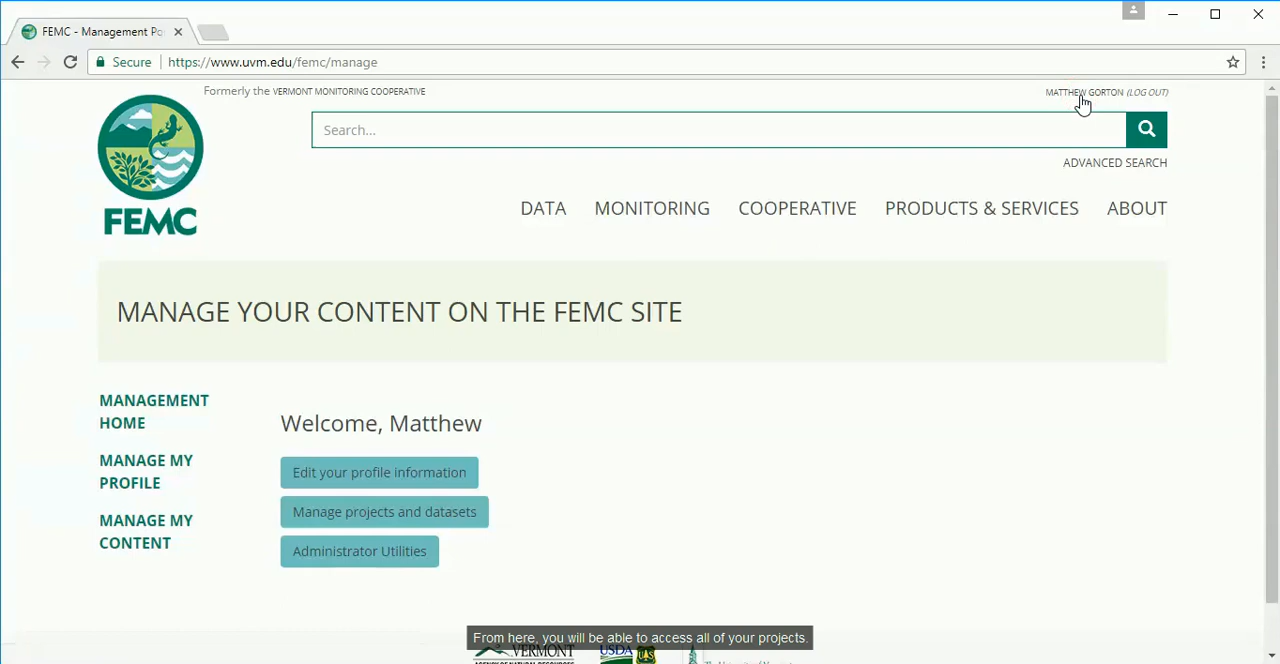 FEMC - Management Po
Secure | https://www.uvm.edu/femc/manage
Formerly the VERMONT MONITORING COOPERATIVE
MATTHEW GORTON (LOG OUT)
Search...
ADVANCED SEARCH
FEMC
DATA MONITORING COOPERATIVE PRODUCTS & SERVICES ABOUT
MANAGE YOUR CONTENT ON THE FEMC SITE
MANAGEMENT
HOME
MANAGE MY
PROFILE
MANAGE MY
CONTENT
Welcome, Matthew
Edit your profile information
Manage projects and datasets
Administrator Utilities
From here, you will be able to access all of your projects.
VERMONT
USDA